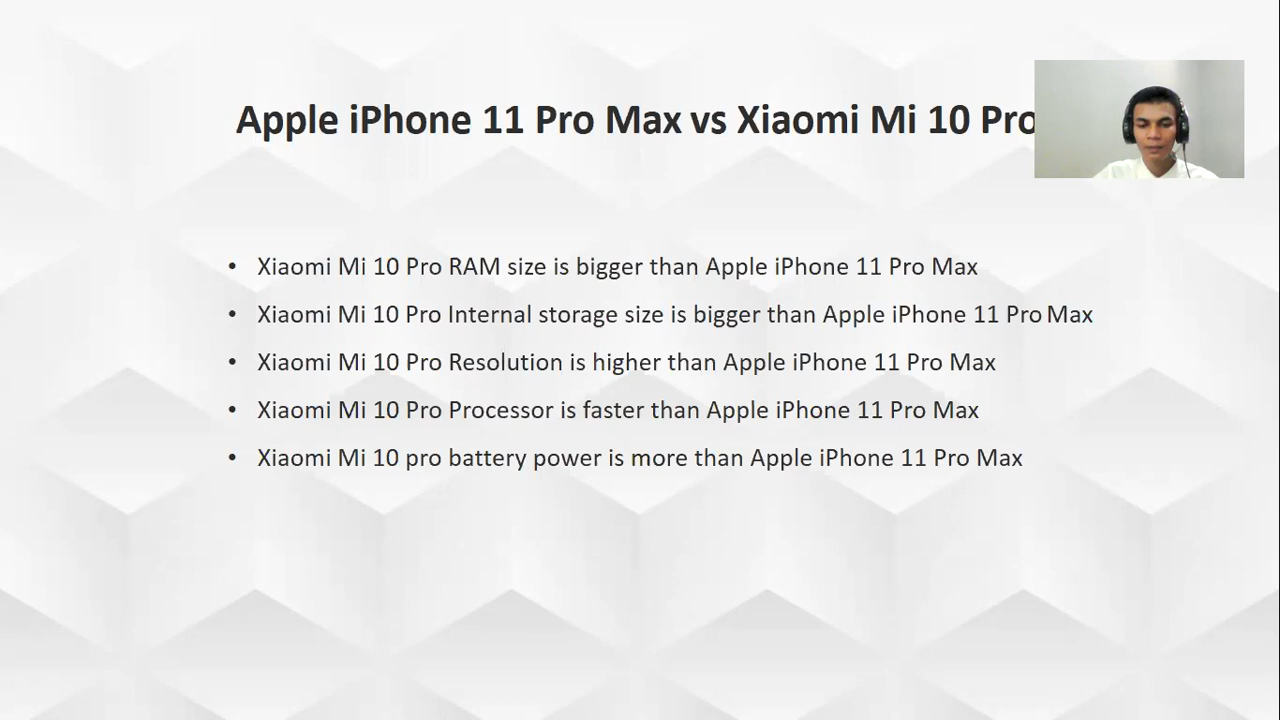 Apple iPhone 11 Pro Max vs Xiaomi Mi 10 Pro
• Xiaomi Mi 10 Pro RAM size is bigger than Apple iPhone 11 Pro Max
• Xiaomi Mi 10 Pro Internal storage size is bigger than Apple iPhone 11 Pro Max
• Xiaomi Mi 10 Pro Resolution is higher than Apple iPhone 11 Pro Max
• Xiaomi Mi 10 Pro Processor is faster than Apple iPhone 11 Pro Max
• Xiaomi Mi 10 pro battery power is more than Apple iPhone 11 Pro Max